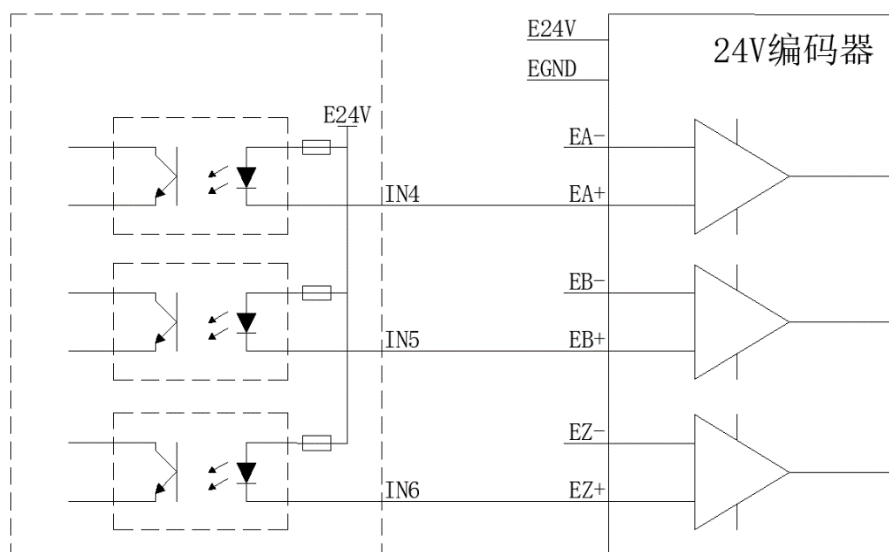 E24V
24V编码器
EGND
E24V
EA-
IN4
EA+
EB-
IN5
EB+
EZ-
IN6
EZ+